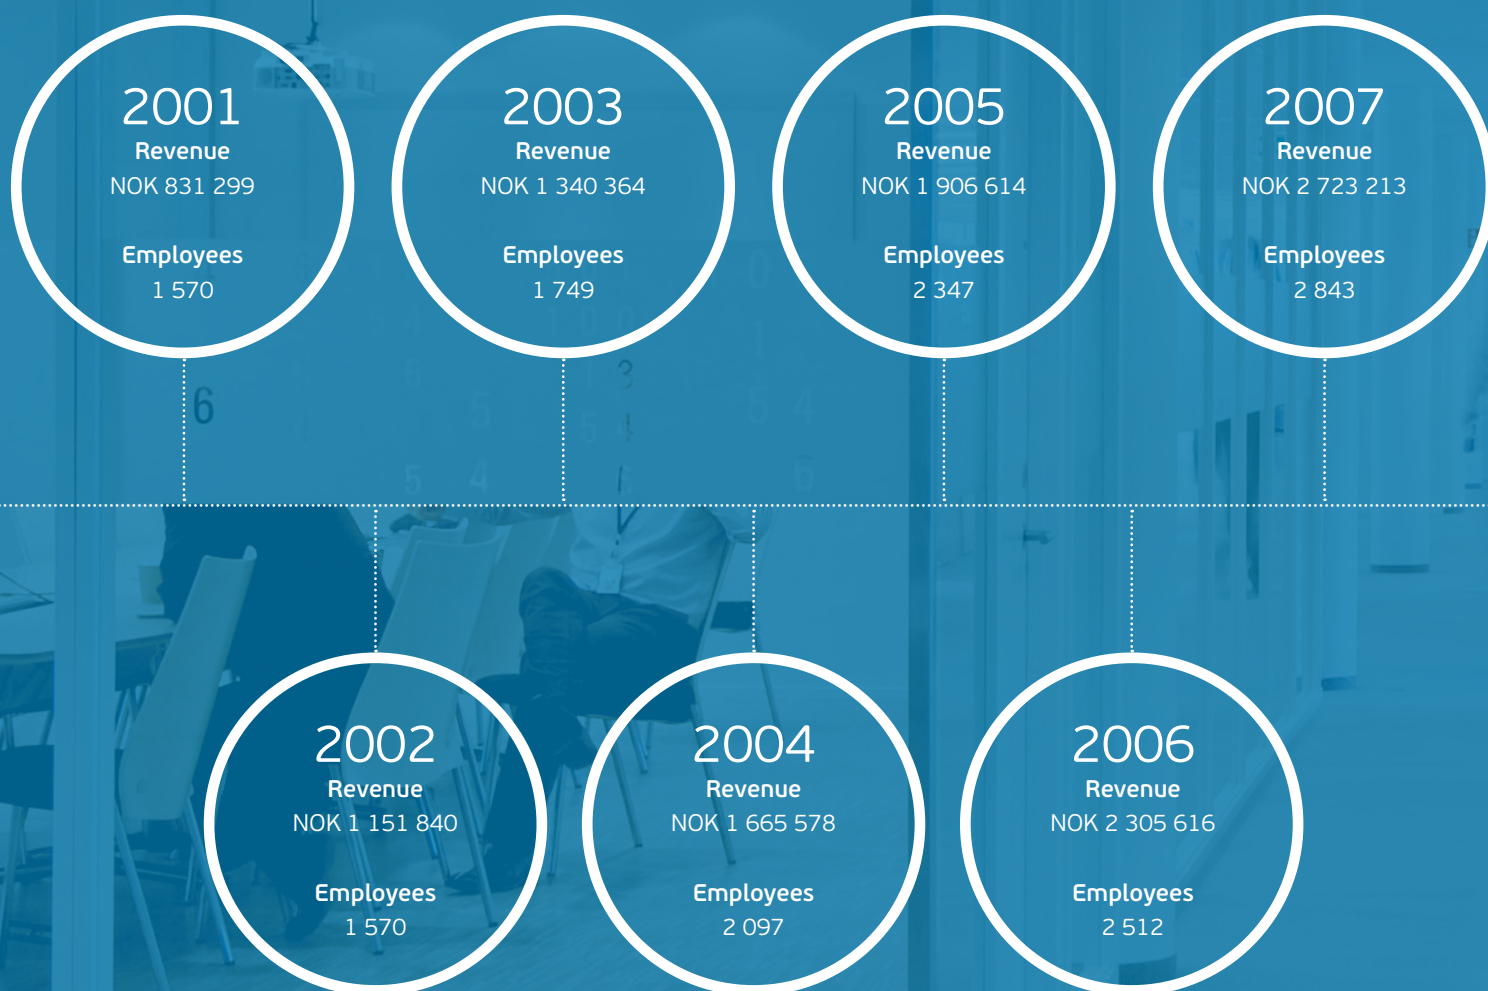 2001
Revenue
NOK 831 299
Employees
1 570
2003
Revenue
NOK 1 340 364
Employees
1 749
2005
Revenue
NOK 1 906 614
Employees
2 347
2007
Revenue
NOK 2 723 213
Employees
2 843
2002
Revenue
NOK 1 151 840
Employees
1 570
2004
Revenue
NOK 1 665 578
Employees
2 097
2006
Revenue
NOK 2 305 616
Employees
2 512